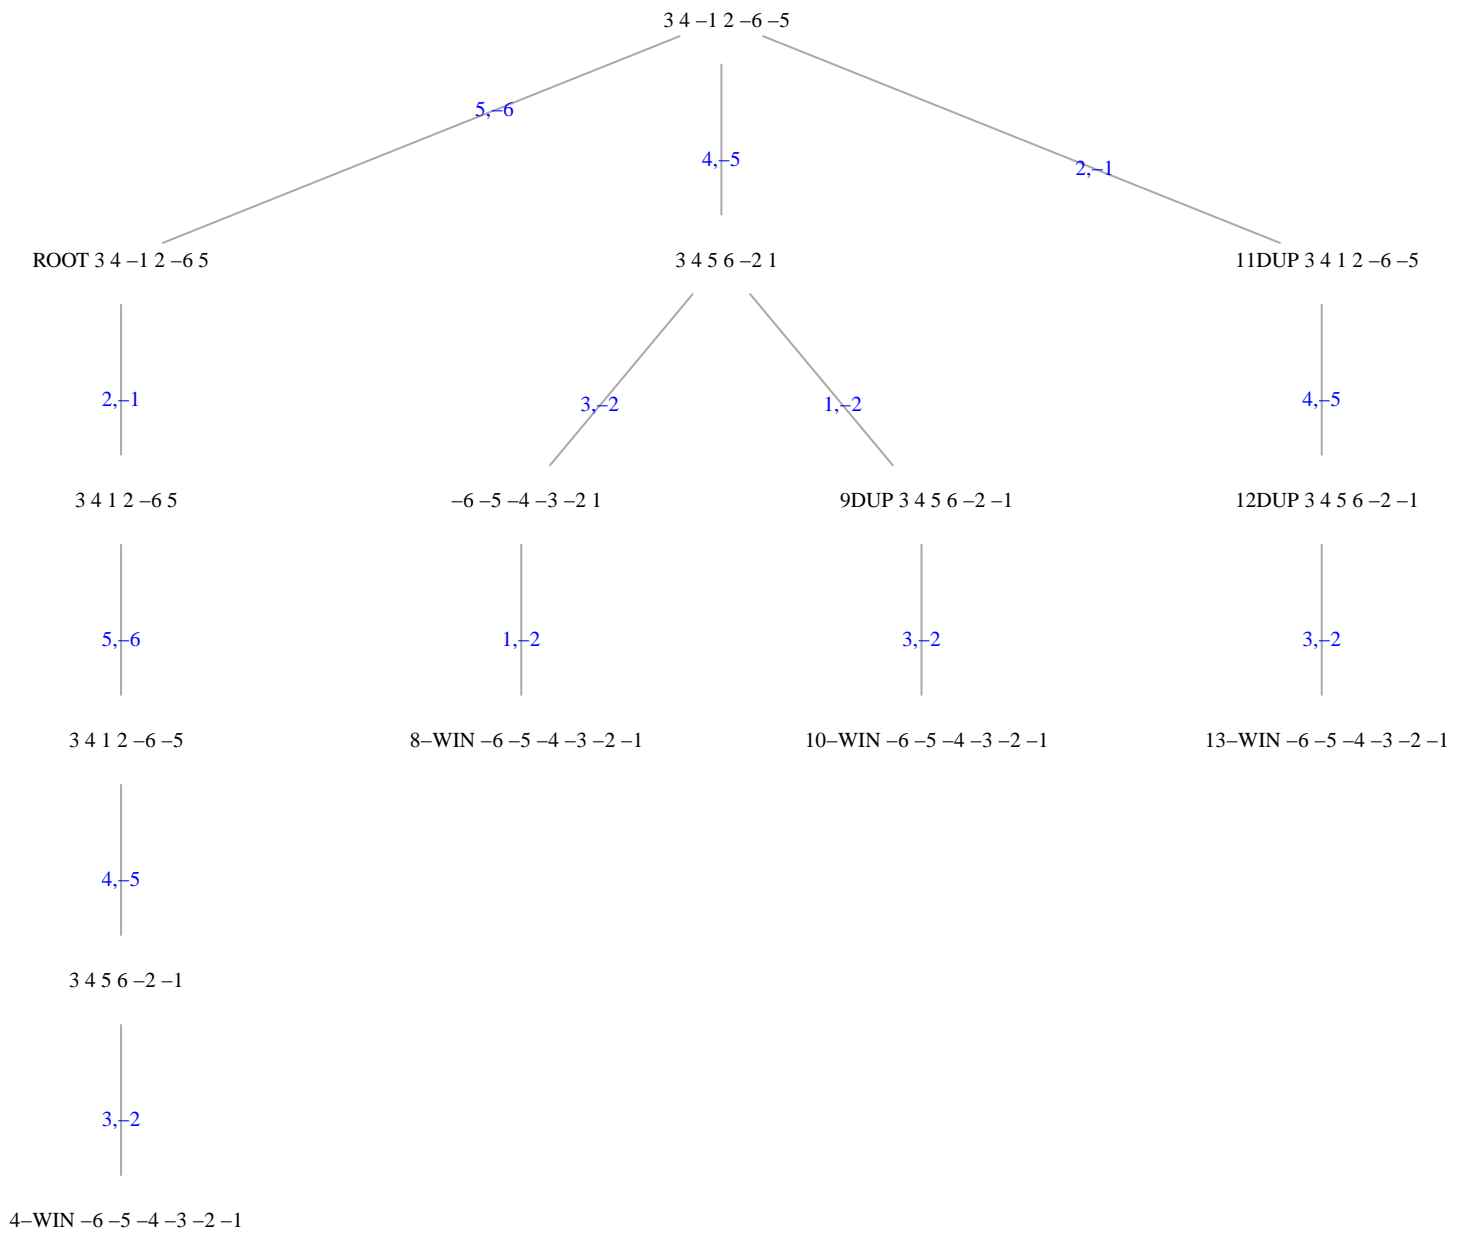 3 4 –1 2 –6 –5
5,–6
4,–5
2,–1
ROOT 3 4 –1 2 –6 5
3 4 5 6 –2 1
11DUP 3 4 1 2 –6 –5
2,–1
3,–2
1,–2
4,–5
3 4 1 2 –6 5
–6 –5 –4 –3 –2 1
9DUP 3 4 5 6 –2 –1
12DUP 3 4 5 6 –2 –1
5,–6
1,–2
3,–2
3,–2
3 4 1 2 –6 –5
8–WIN –6 –5 –4 –3 –2 –1
10–WIN –6 –5 –4 –3 –2 –1
13–WIN –6 –5 –4 –3 –2 –1
4,–5
3 4 5 6 –2 –1
3,–2
4–WIN –6 –5 –4 –3 –2 –1